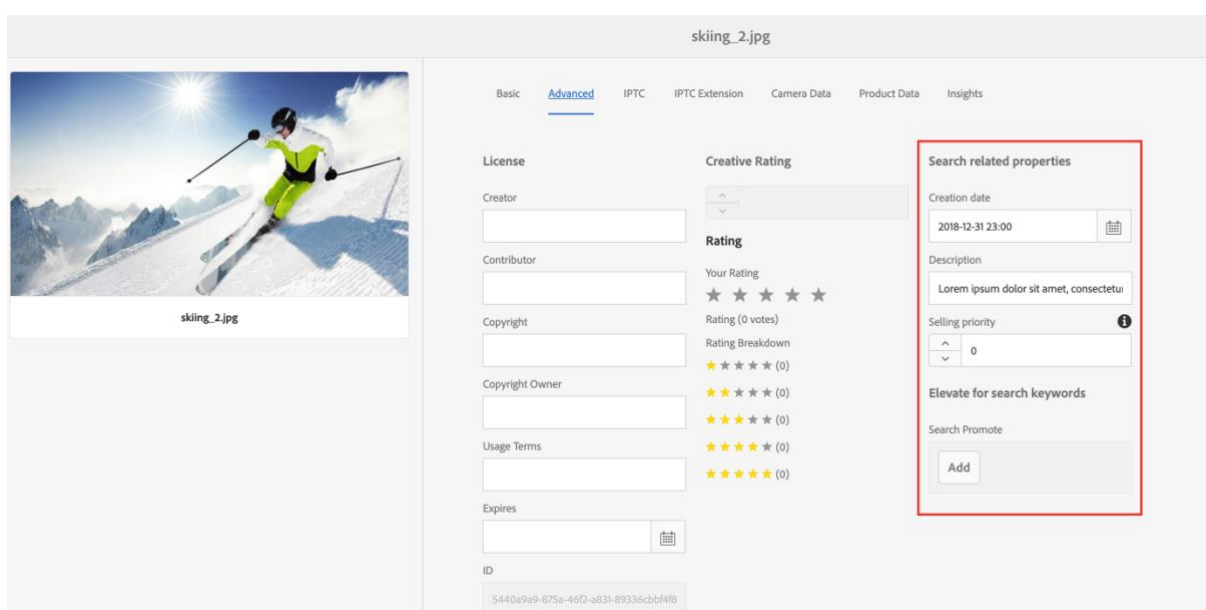 skiing_2.jpg
skiing_2.jpg
Basic Advanced IPTC IPTC Extension Camera Data Product Data Insights
License
Creator
Contributor
Copyright
Copyright Owner
Usage Terms
Expires
ID
5440a9a9-875a-46f2-a831-89336cbbf4f8
Creative Rating
Rating
Your Rating
Rating (0 votes)
Rating Breakdown
(0)
(0)
(0)
(0)
(0)
Search related properties
Creation date
2018-12-31 23:00
Description
Lorem ipsum dolor sit amet, consectetu
Selling priority
0
Elevate for search keywords
Search Promote
Add